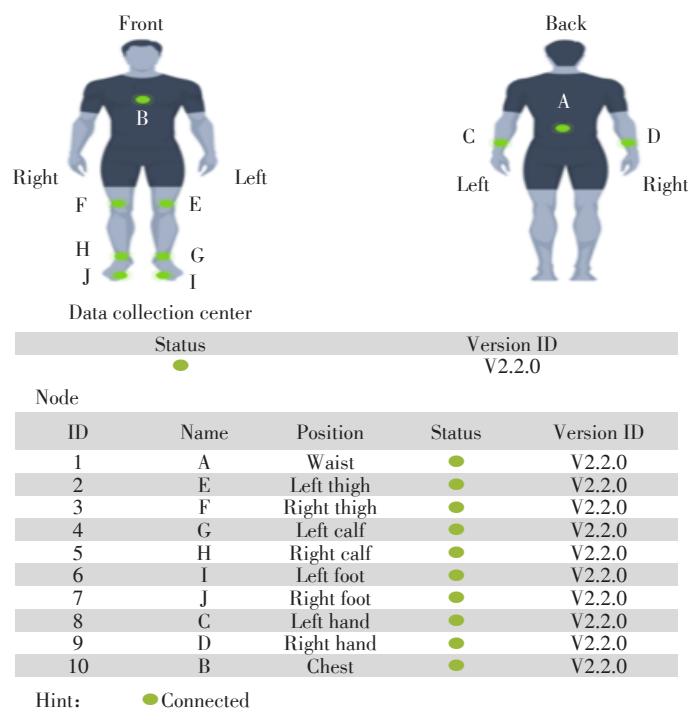 Front Back
A
B
C D
Right Left
Left Right
F E
H G
J I
Data collection center
Status Version ID
V2.2.0
Node
ID Name Position Status Version ID
1 A Waist V2.2.0
2 E Left thigh V2.2.0
3 F Right thigh V2.2.0
4 G Left calf V2.2.0
5 H Right calf V2.2.0
6 I Left foot V2.2.0
7 J Right foot V2.2.0
8 C Left hand V2.2.0
9 D Right hand V2.2.0
10 B Chest V2.2.0
Hint: Connected